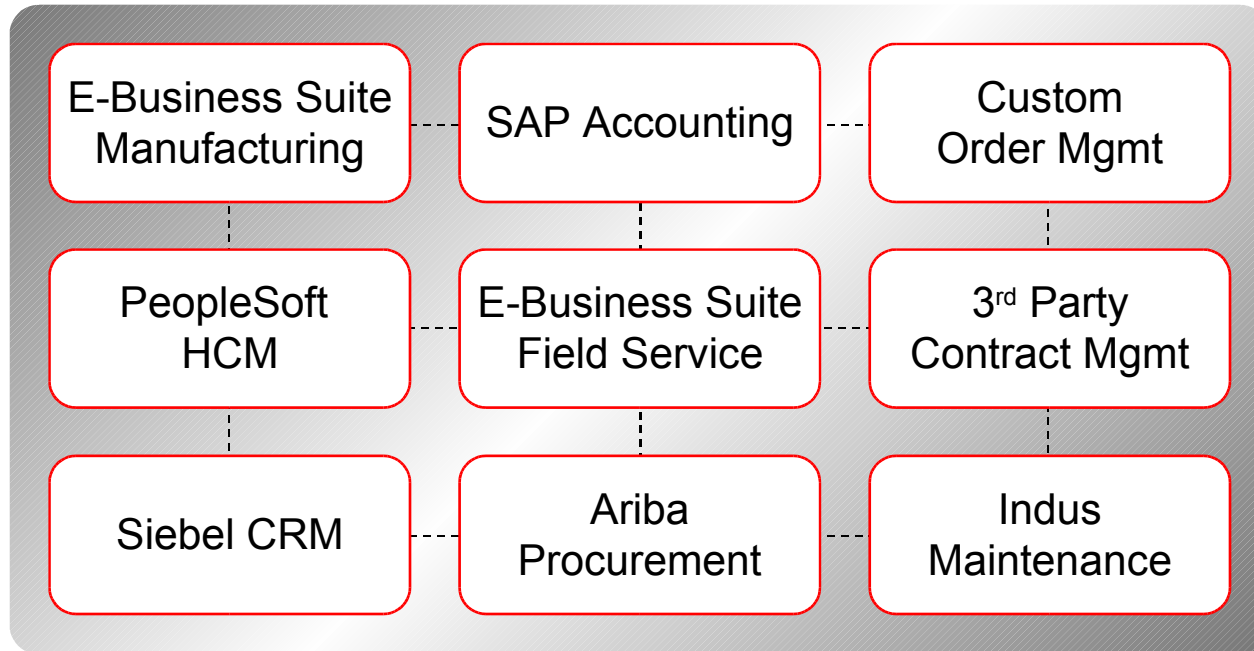 E-Business Suite
Manufacturing
SAP Accounting
Custom
Order Mgmt
PeopleSoft
HCM
E-Business Suite
Field Service
3rd Party
Contract Mgmt
Siebel CRM
Ariba
Procurement
Indus
Maintenance